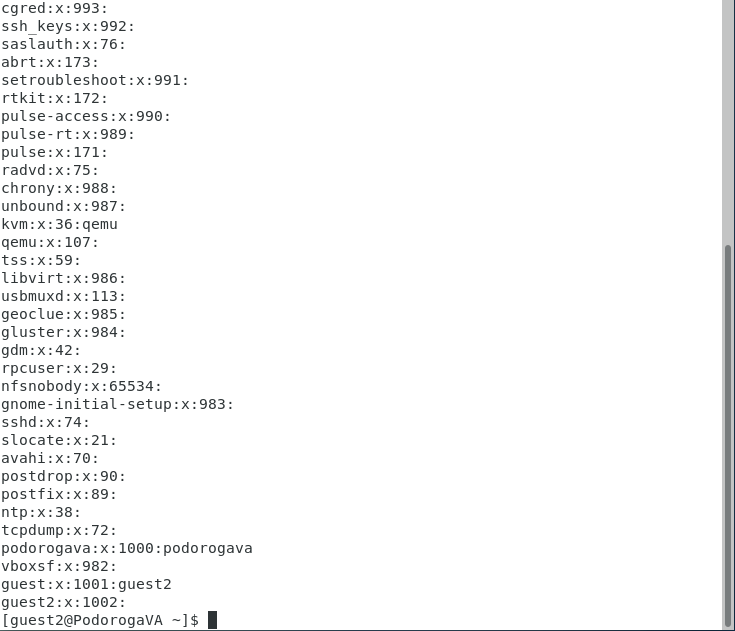 cgred:x:993:
ssh_keys:x:992:
saslauth:x:76:
abrt:x:173:
setroubleshoot:x:991:
rtkit:x:172:
pulse-access:x:990:
pulse-rt:x:989:
pulse:x:171:
radvd:x:75:
chrony:x:988:
unbound:x:987:
kvm:x:36:qemu
qemu:x:107:
tss:x:59:
libvirt:x:986:
usbmuxd:x:113:
geoclue:x:985:
gluster:x:984:
gdm:x:42:
rpcuser:x:29:
nfsnobody:x:65534:
gnome-initial-setup:x:983:
sshd:x:74:
slocate:x:21:
avahi:x:70:
postdrop:x:90:
postfix:x:89:
ntp:x:38:
tcpdump:x:72:
podorogava:x:1000:podorogava
vboxsf:x:982:
guest:x:1001:guest2
guest2:x:1002:
[guest2@PodorogaVA ~]$